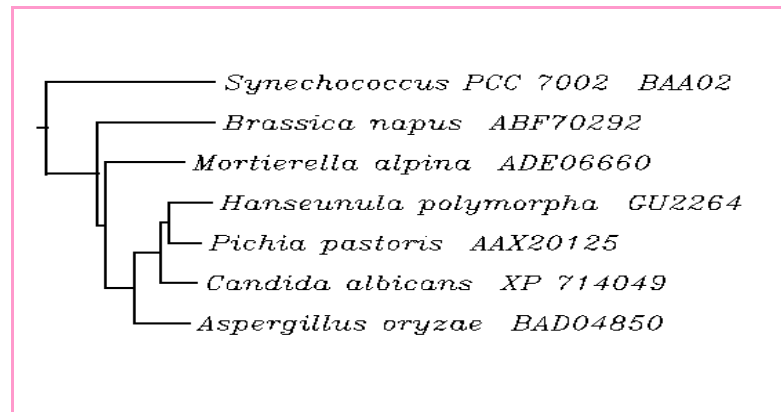 Synechococcus PCC 7002 BAA02
Brassica napus ABF70292
Mortierella alpina ADE06660
Hanseunula polymorpha GU2264
Pichia pastoris AAX20125
Candida albicans XP 714049
Aspergillus oryzae BAD04850